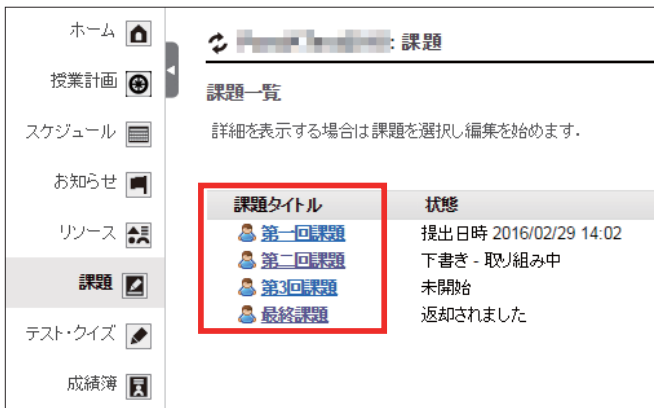 ホーム
授業計画
スケジュール
お知らせ
リソース
課題
テスト・クイズ
成績簿
: 課題
課題一覧
詳細を表示する場合は課題を選択し編集を始めます.
課題タイトル 状態
第一回課題 提出日時 2016/02/29 14:02
第二回課題 下書き - 取り組み中
第3回課題 未開始
最終課題 返却されました